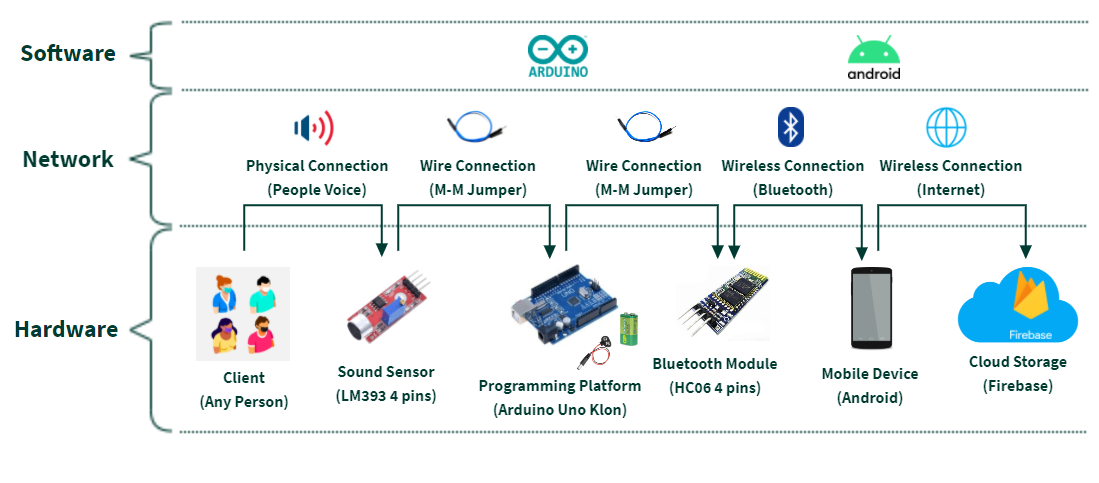 Software
ARDUINO
android
Network
Physical Connection
(People Voice)
Wire Connection
(M-M Jumper)
Wire Connection
(M-M Jumper)
Wireless Connection
(Bluetooth)
Wireless Connection
(Internet)
Hardware
Client
(Any Person)
Sound Sensor
(LM393 4 pins)
Programming Platform
(Arduino Uno Klon)
Bluetooth Module
(HC06 4 pins)
Mobile Device
(Android)
Firebase
Cloud Storage
(Firebase)